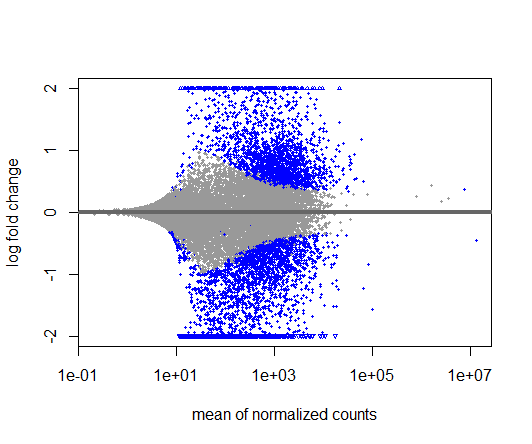 2
1
0
-1
-2
log fold change
1e-01
1e+01
1e+03
1e+05
1e+07
mean of normalized counts